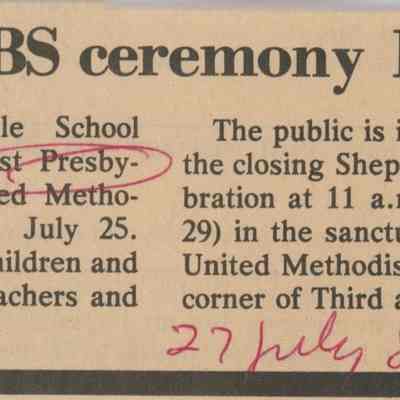 BS ceremony
le School
st Presby-
ed Metho-
July 25.
hildren and
achers and
The public is i
the closing Shep
bration at 11 a.
29) in the sanctu
United Methodis
corner of Third
27 July